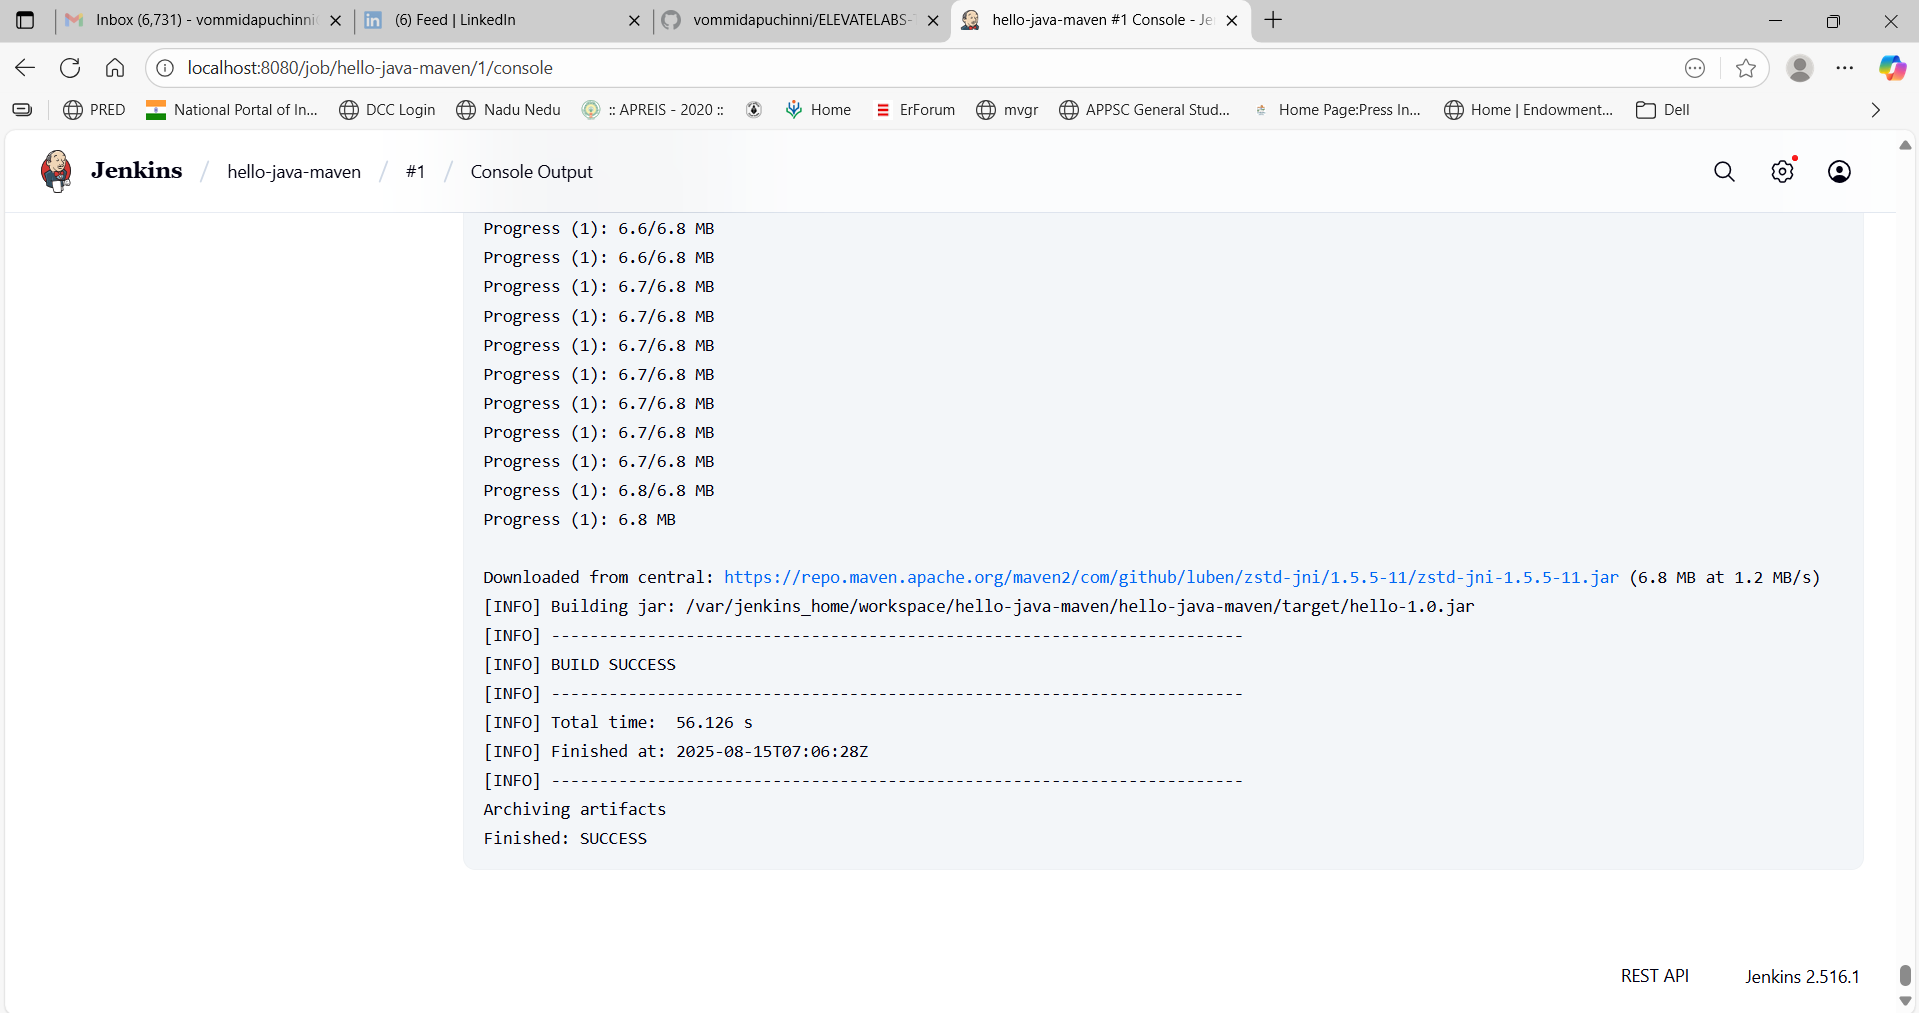 Inbox (6,731) - vommidapuchinni
(6) Feed | LinkedIn
vommidapuchinni/ELEVATELABS-
hello-java-maven #1 Console - Je
localhost:8080/job/hello-java-maven/1/console
PRED
National Portal of In...
DCC Login
Nadu Nedu
:: APREIS - 2020 ::
Home
ErForum
mvgr
APPSC General Stud...
Home Page:Press In...
Home | Endowment...
Dell
Jenkins / hello-java-maven / #1 / Console Output
Progress (1): 6.6/6.8 MB
Progress (1): 6.6/6.8 MB
Progress (1): 6.7/6.8 MB
Progress (1): 6.7/6.8 MB
Progress (1): 6.7/6.8 MB
Progress (1): 6.7/6.8 MB
Progress (1): 6.7/6.8 MB
Progress (1): 6.7/6.8 MB
Progress (1): 6.7/6.8 MB
Progress (1): 6.8/6.8 MB
Progress (1): 6.8 MB
Downloaded from central: https://repo.maven.apache.org/maven2/com/github/luben/zstd-jni/1.5.5-11/zstd-jni-1.5.5-11.jar (6.8 MB at 1.2 MB/s)
[INFO] Building jar: /var/jenkins_home/workspace/hello-java-maven/hello-java-maven/target/hello-1.0.jar
[INFO] ------------------------------------------------------------------------
[INFO] BUILD SUCCESS
[INFO] ------------------------------------------------------------------------
[INFO] Total time:  56.126 s
[INFO] Finished at: 2025-08-15T07:06:28Z
[INFO] ------------------------------------------------------------------------
Archiving artifacts
Finished: SUCCESS
REST API
Jenkins 2.516.1